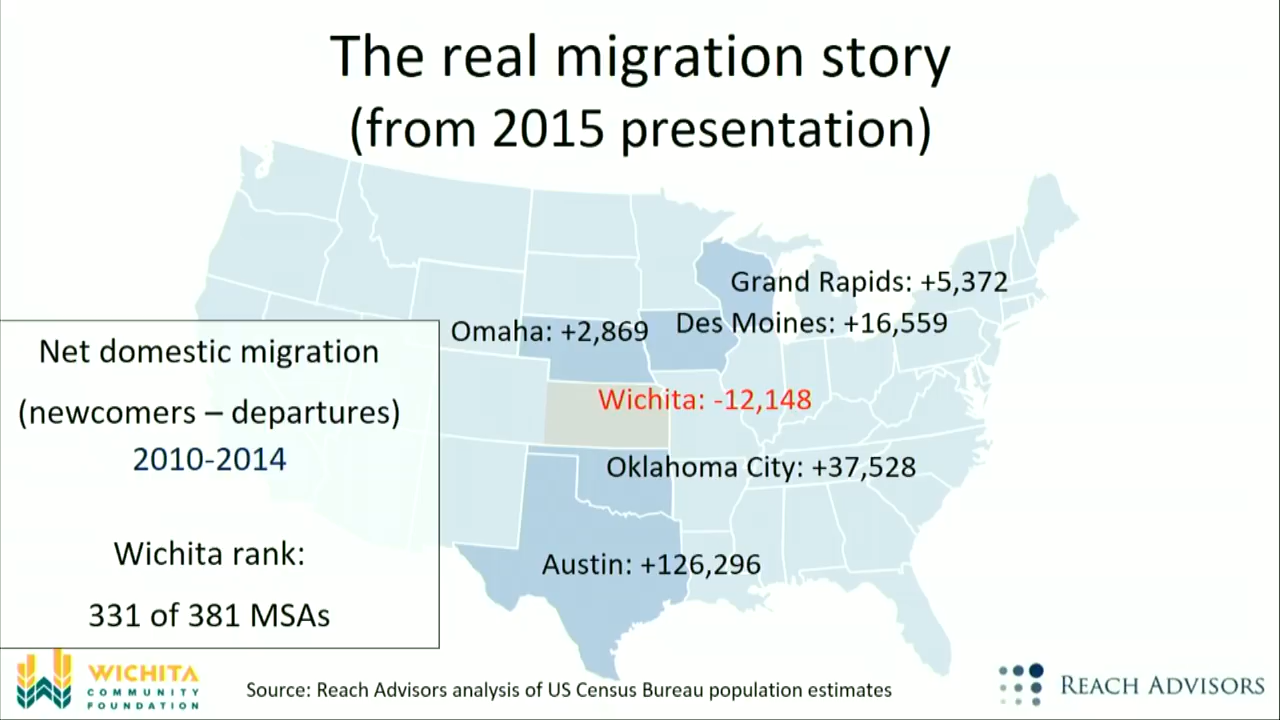 The real migration story
(from 2015 presentation)
Grand Rapids: +5,372
Omaha: +2,869
Des Moines: +16,559
Net domestic migration
(newcomers – departures)
2010-2014
Wichita: -12,148
Oklahoma City: +37,528
Wichita rank:
331 of 381 MSAs
Austin: +126,296
WICHITA
COMMUNITY
FOUNDATION
Source: Reach Advisors analysis of US Census Bureau population estimates
REACH ADVISORS